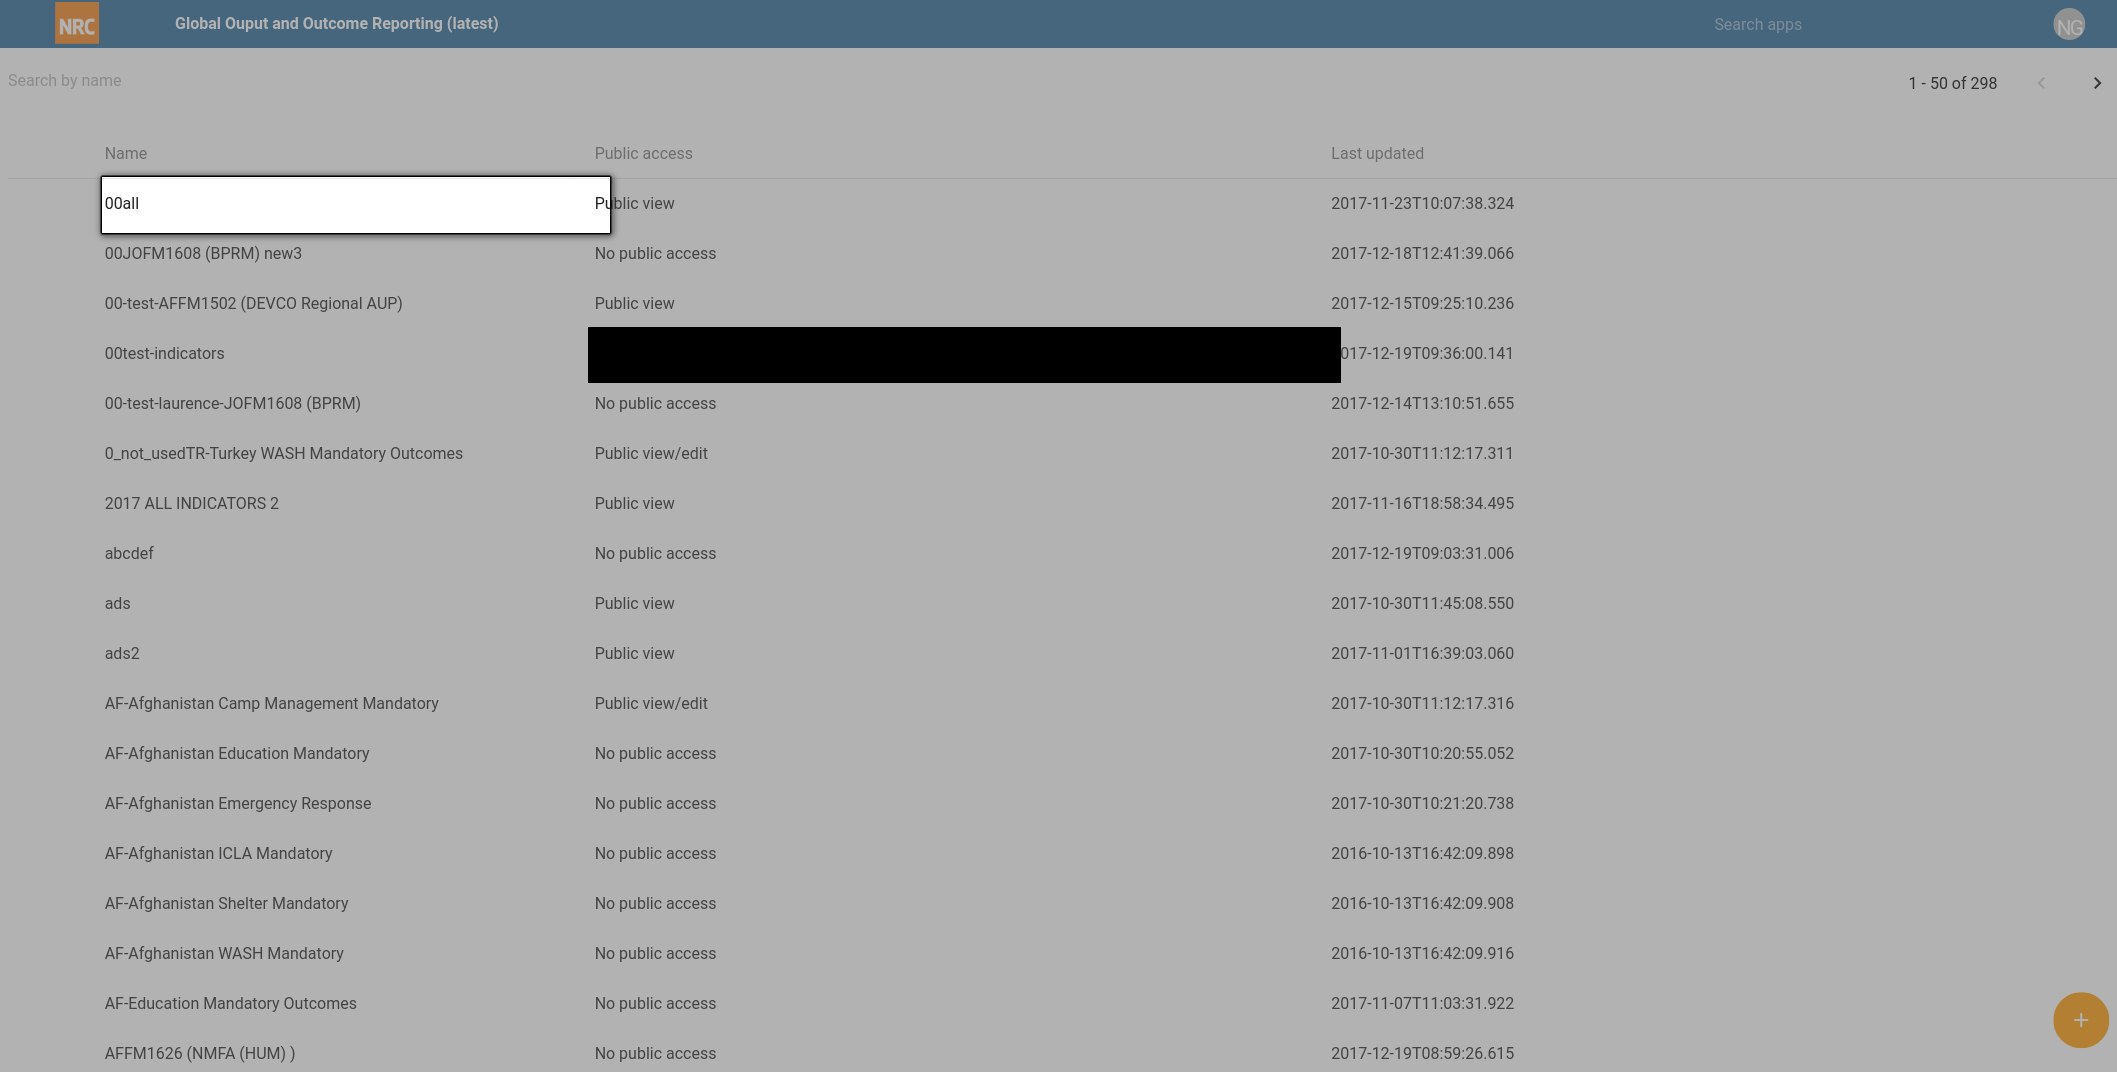 NRC Global Ouput and Outcome Reporting (latest) Search apps NG
Search by name 1 - 50 of 298
Name Public access Last updated
00all Public view 2017-11-23T10:07:38.324
00JOFM1608 (BPRM) new3 No public access 2017-12-18T12:41:39.066
00-test-AFFM1502 (DEVCO Regional AUP) Public view 2017-12-15T09:25:10.236
00test-indicators 017-12-19T09:36:00.141
00-test-laurence-JOFM1608 (BPRM) No public access 2017-12-14T13:10:51.655
0_not_usedTR-Turkey WASH Mandatory Outcomes Public view/edit 2017-10-30T11:12:17.311
2017 ALL INDICATORS 2 Public view 2017-11-16T18:58:34.495
abcdef No public access 2017-12-19T09:03:31.006
ads Public view 2017-10-30T11:45:08.550
ads2 Public view 2017-11-01T16:39:03.060
AF-Afghanistan Camp Management Mandatory Public view/edit 2017-10-30T11:12:17.316
AF-Afghanistan Education Mandatory No public access 2017-10-30T10:20:55.052
AF-Afghanistan Emergency Response No public access 2017-10-30T10:21:20.738
AF-Afghanistan ICLA Mandatory No public access 2016-10-13T16:42:09.898
AF-Afghanistan Shelter Mandatory No public access 2016-10-13T16:42:09.908
AF-Afghanistan WASH Mandatory No public access 2016-10-13T16:42:09.916
AF-Education Mandatory Outcomes No public access 2017-11-07T11:03:31.922
AFFM1626 (NMFA (HUM) ) No public access 2017-12-19T08:59:26.615